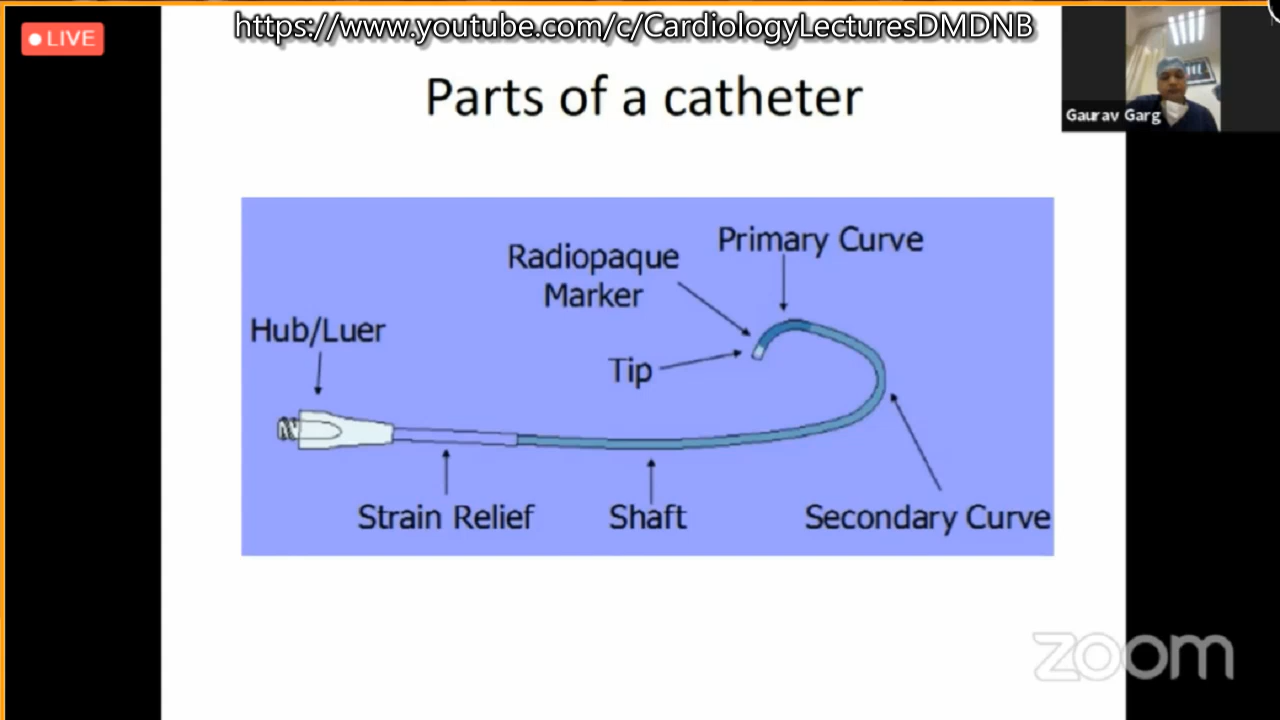 LIVE
https://www.youtube.com/c/CardiologyLecturesDMDNB
Parts of a catheter
Gaurav Garg
Primary Curve
Radiopaque
Marker
Hub/Luer
Tip
Strain Relief
Shaft
Secondary Curve
zoom